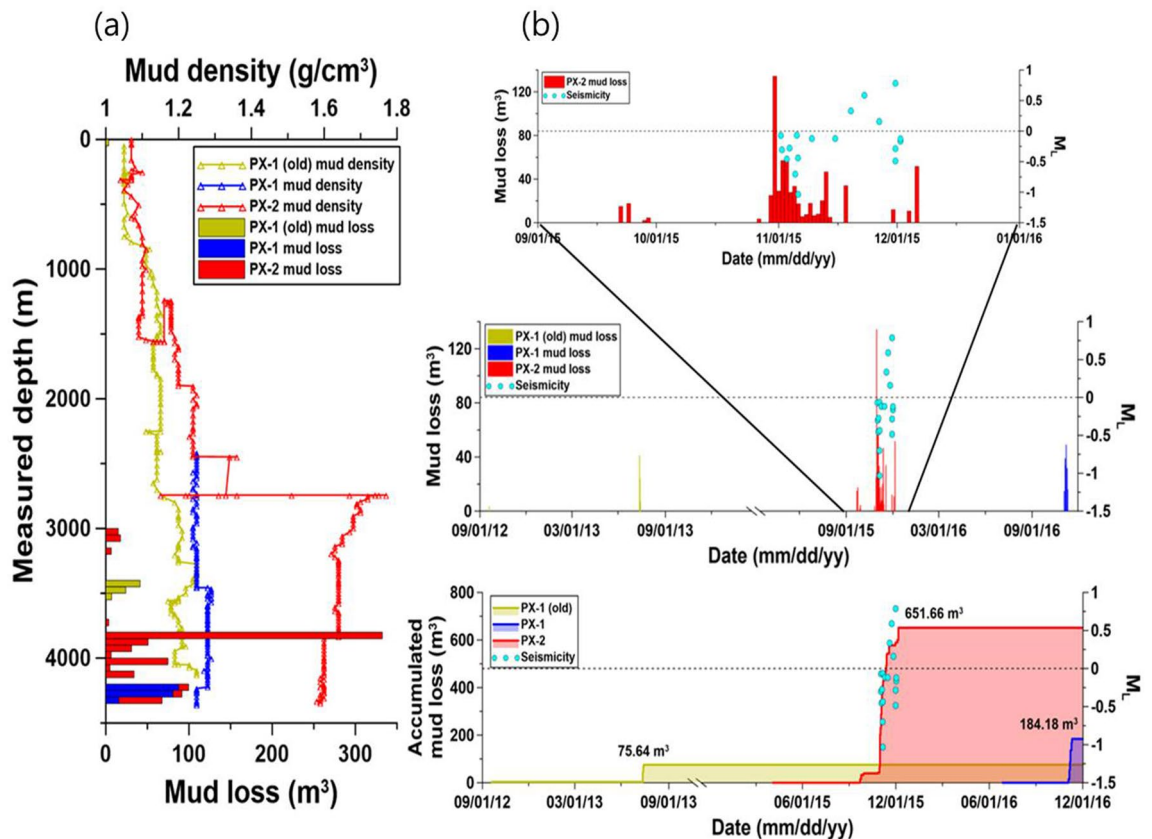 (a)
Mud density (g/cm³)
1 1.2 1.4 1.6 1.8
0
1000
2000
3000
4000
Measured depth (m)
PX-1 (old) mud density
PX-1 mud density
PX-2 mud density
PX-1 (old) mud loss
PX-1 mud loss
PX-2 mud loss
0 100 200 300
Mud loss (m³)
(b)
PX-2 mud loss
Seismicity
Mud loss (m³)
120
80
40
0
1
0.5
0
-0.5
-1
-1.5
M_L
09/01/15 10/01/15 11/01/15 12/01/15 01/01/16
Date (mm/dd/yy)
PX-1 (old) mud loss
PX-1 mud loss
PX-2 mud loss
Seismicity
Mud loss (m³)
120
80
40
0
1
0.5
0
-0.5
-1
-1.5
M_L
09/01/12 03/01/13 09/01/13 09/01/15 03/01/16 09/01/16
Date (mm/dd/yy)
PX-1 (old)
PX-1
PX-2
Seismicity
Accumulated
mud loss (m³)
800
600
400
200
0
651.66 m³
184.18 m³
75.64 m³
1
0.5
0
-0.5
-1
-1.5
M_L
09/01/12 03/01/13 09/01/13 06/01/15 12/01/15 06/01/16 12/01/16
Date (mm/dd/yy)